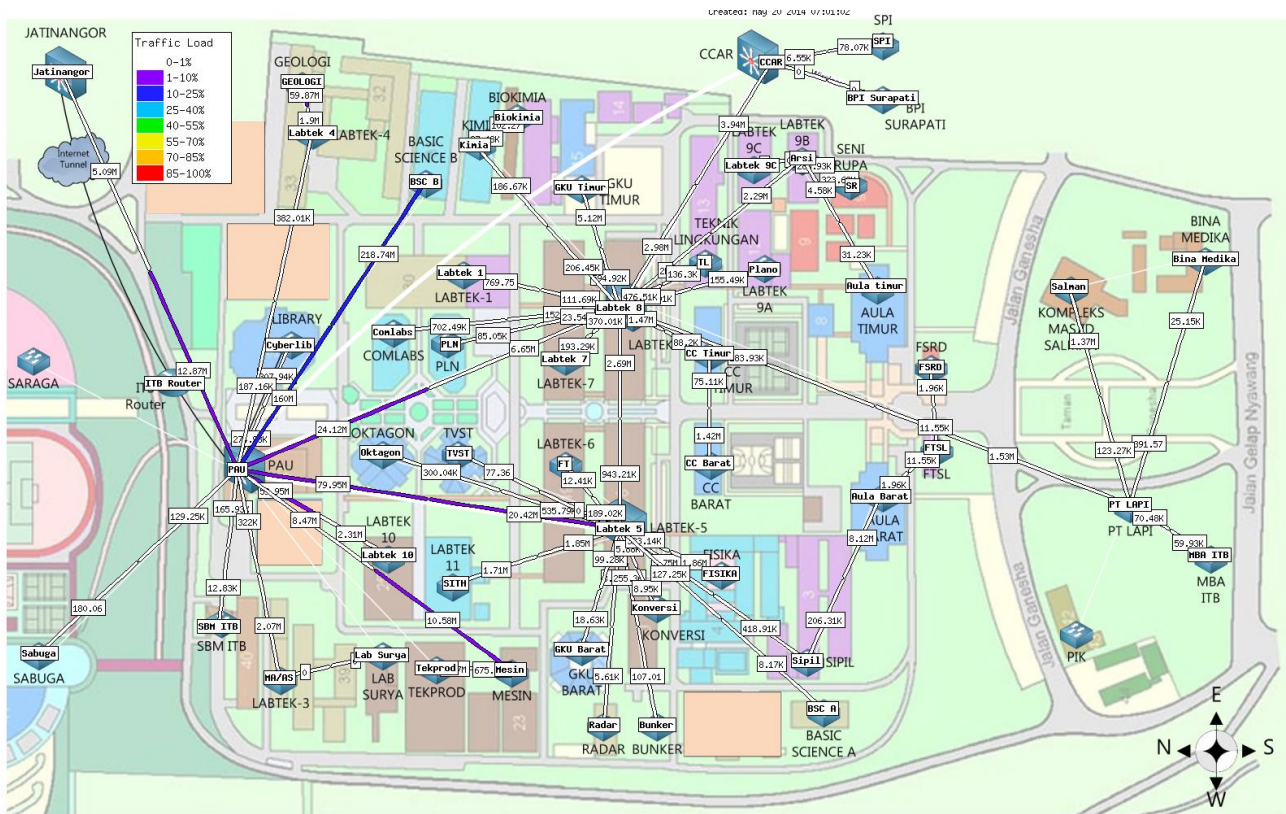 Created: May 20 2014 07:01:02
JATINANGOR
Jatinangor
Traffic Load
0-1%
1-10%
10-25%
25-40%
40-55%
55-70%
70-85%
85-100%
Internet
Tunnel
5.09M
GEOLOGI
GEOLOGI
59.87M
1.9M
Labtek 4
LABTEK-4
32
33
382.01K
BASIC
SCIENCE B
BSC B
218.74M
BIOKIMIA
Biokimia
Kimia
186.67K
GKU Timur
GKU
TIMUR
5.12M
14
CCAR
CCAR
6.55K
78.07K
SPI
SPI
0
BPI Surapati
BPI
SURAPATI
3.94M
2.98M
LABTEK
9C
Labtek 9C
LABTEK
9B
Arsi
SENI
RUPA
SR
4.58K
2.29M
31.23K
TEKNIK
LINGKUNGAN
TL
136.3K
155.49K
Plano
LABTEK
9A
Aula timur
AULA
TIMUR
Labtek 1
LABTEK-1
769.75
206.45K
111.69K
476.51K
Labtek 8
370.01K
1.47M
LIBRARY
Cyberlib
187.16K
160M
Comlabs
COMLABS
702.49K
PLN
PLN
85.05K
6.65M
193.29K
Labtek 7
LABTEK-7
2.69M
88.2K
CC Timur
CC
TIMUR
75.11K
1.42M
CC Barat
CC
BARAT
FSRD
FSRD
1.96K
11.55K
FTSL
FTSL
11.55K
1.96K
Aula Barat
AULA
BARAT
8.12M
1.53M
SARAGA
12.87M
ITB Router
Router
24.12M
PAU
PAU
79.95M
OKTAGON
Oktagon
300.04K
TVST
TVST
77.36
LABTEK-6
FT
12.41K
943.21K
189.02K
535.79K
20.42M
Labtek 5
LABTEK-5
129.25K
322K
8.47M
2.31M
LABTEK
10
Labtek 10
LABTEK
11
SITH
1.71M
1.85M
99.28K
127.25K
1.86M
FISIKA
FISIKA
8.95K
Konversi
KONVERSI
18.63K
GKU Barat
GKU
BARAT
5.61K
107.01
Radar
RADAR
Bunker
BUNKER
418.91K
8.17K
206.31K
Sipil
SIPIL
BSC A
BASIC
SCIENCE A
180.06
Sabuga
SABUGA
12.83K
SBM ITB
SBM ITB
2.07M
MA/AS
LABTEK-3
0
Lab Surya
LAB
SURYA
10.58M
Tekprod
TEKPROD
Mesin
MESIN
23
Jalan Ganesha
Jalan Ganesha
Taman
Jalan Gelap Nyawang
BINA
MEDIKA
Bina Medika
Salman
KOMPLEKS
MASJID
1.37M
25.15K
123.27K
891.57
PT LAPI
PT LAPI
70.48K
59.93K
MBA ITB
MBA
ITB
PIK
E
N
S
W